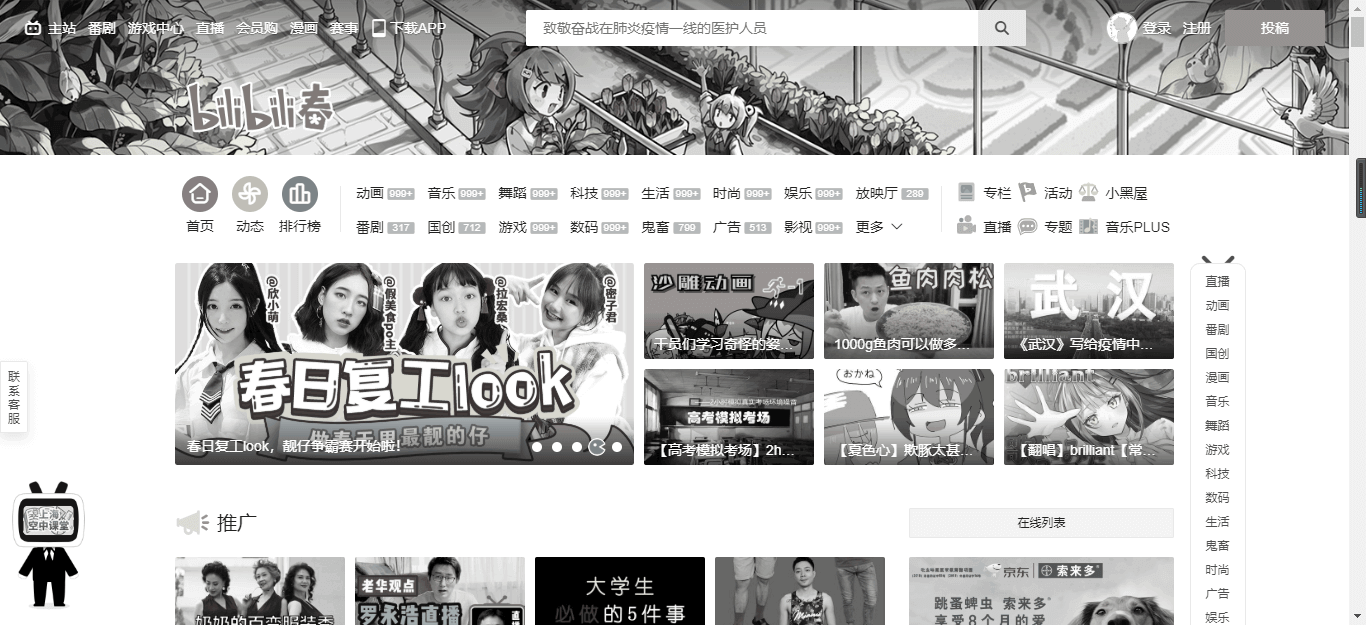 主站 番剧 游戏中心 直播 会员购 漫画 赛事 下载APP
致敬奋战在肺炎疫情一线的医护人员
登录 注册 投稿
bilibili春
首页 动态 排行榜
动画 999+ 音乐 999+ 舞蹈 999+ 科技 999+ 生活 999+ 时尚 999+ 娱乐 999+ 放映厅 289
番剧 317 国创 712 游戏 999+ 数码 999+ 鬼畜 799 广告 513 影视 999+ 更多
专栏 活动 小黑屋
直播 专题 音乐PLUS
@欣小萌
@假美食po主
@拉宏桑
@密子君
春日复工look
做春天里最靓的仔
春日复工look，靓仔争霸赛开始啦!
沙雕动画
干员们学习奇怪的姿...
鱼肉肉松
1000g鱼肉可以做多...
武汉
《武汉》写给疫情中...
高考模拟考场
【高考模拟考场】2h...
おかね
【夏色心】欺豚太甚...
brilliant
【翻唱】brilliant【常...
直播
动画
番剧
国创
漫画
音乐
舞蹈
游戏
科技
数码
生活
鬼畜
时尚
广告
娱乐
联系客服
上海
空中课堂
推广
在线列表
奶奶的百变服装秀
老华观点
罗永浩直播
大学生
必做的5件事
Miami
京东 索来多
跳蚤蜱虫 索来多
享受8个月的爱